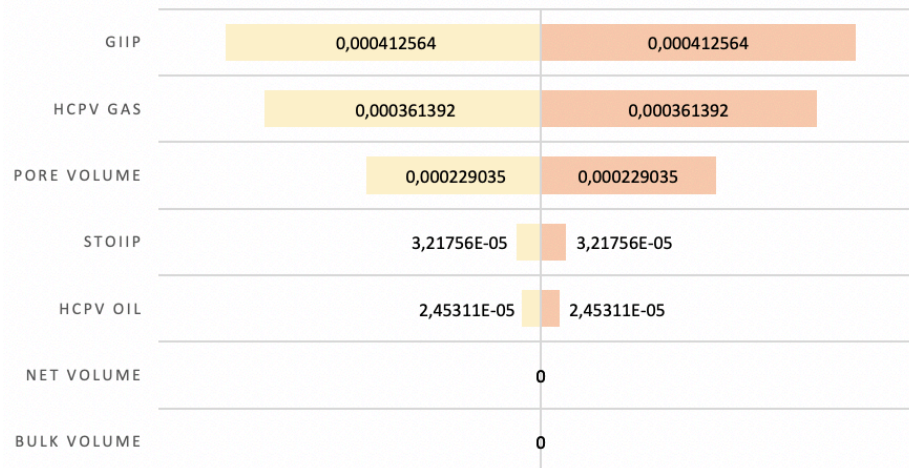 GIIP 0,000412564 0,000412564
HCPV GAS 0,000361392 0,000361392
PORE VOLUME 0,000229035 0,000229035
STOIIP 3,21756E-05 3,21756E-05
HCPV OIL 2,45311E-05 2,45311E-05
NET VOLUME 0
BULK VOLUME 0